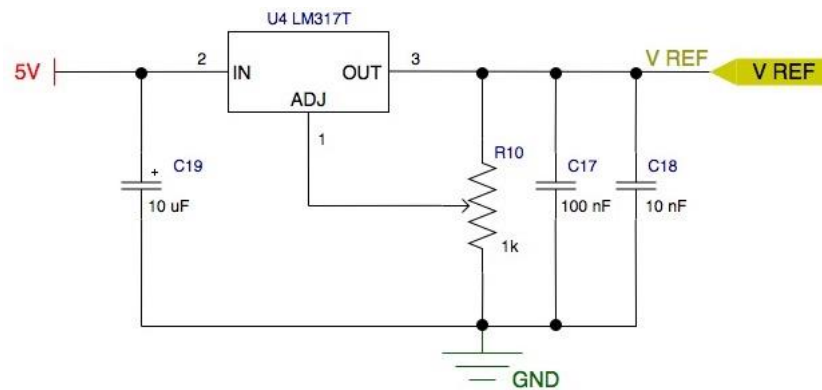 U4 LM317T
5V
2
IN
OUT
3
ADJ
1
V REF
V REF
C19
+
10 uF
R10
1k
C17
100 nF
C18
10 nF
GND